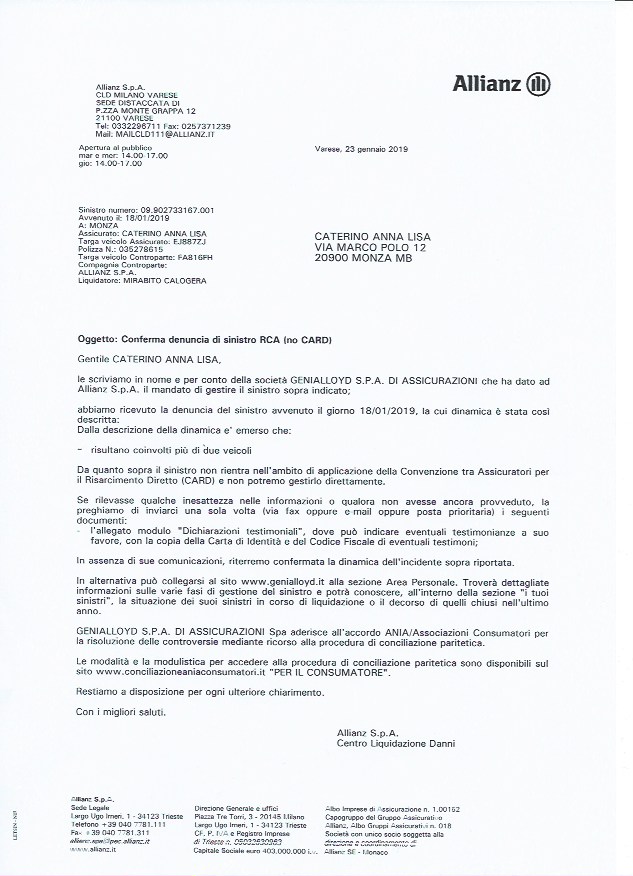 Allianz
Allianz S.p.A.
CLD MILANO VARESE
SEDE DISTACCATA DI
P.ZZA MONTE GRAPPA 12
21100 VARESE
Tel: 0332296711 Fax: 0257371239
Mail: MAILCLD111@ALLIANZ.IT
Apertura al pubblico
mar e mer: 14.00-17.00
gio: 14.00-17.00
Varese, 23 gennaio 2019
Sinistro numero: 09.902733167.001
Avvenuto il: 18/01/2019
A: MONZA
Assicurato: CATERINO ANNA LISA
Targa veicolo Assicurato: EJ887ZJ
Polizza N.: 035278615
Targa veicolo Controparte: FA816FH
Compagnia Controparte:
ALLIANZ S.P.A.
Liquidatore: MIRABITO CALOGERA
CATERINO ANNA LISA
VIA MARCO POLO 12
20900 MONZA MB
Oggetto: Conferma denuncia di sinistro RCA (no CARD)
Gentile CATERINO ANNA LISA,
le scriviamo in nome e per conto della società GENIALLOYD S.P.A. DI ASSICURAZIONI che ha dato ad
Allianz S.p.A. il mandato di gestire il sinistro sopra indicato;
abbiamo ricevuto la denuncia del sinistro avvenuto il giorno 18/01/2019, la cui dinamica è stata così
descritta:
Dalla descrizione della dinamica e' emerso che:
- risultano coinvolti più di due veicoli
Da quanto sopra il sinistro non rientra nell'ambito di applicazione della Convenzione tra Assicuratori per
il Risarcimento Diretto (CARD) e non potremo gestirlo direttamente.
Se rilevasse qualche inesattezza nelle informazioni o qualora non avesse ancora provveduto, la
preghiamo di inviarci una sola volta (via fax oppure e-mail oppure posta prioritaria) i seguenti
documenti:
- l'allegato modulo "Dichiarazioni testimoniali", dove può indicare eventuali testimonianze a suo
favore, con la copia della Carta di Identità e del Codice Fiscale di eventuali testimoni;
In assenza di sue comunicazioni, riterremo confermata la dinamica dell'incidente sopra riportata.
In alternativa può collegarsi al sito www.genialloyd.it alla sezione Area Personale. Troverà dettagliate
informazioni sulle varie fasi di gestione del sinistro e potrà conoscere, all'interno della sezione "i tuoi
sinistri", la situazione dei suoi sinistri in corso di liquidazione o il decorso di quelli chiusi nell'ultimo
anno.
GENIALLOYD S.P.A. DI ASSICURAZIONI Spa aderisce all'accordo ANIA/Associazioni Consumatori per
la risoluzione delle controversie mediante ricorso alla procedura di conciliazione paritetica.
Le modalità e la modulistica per accedere alla procedura di conciliazione paritetica sono disponibili sul
sito www.conciliazioneaniaconsumatori.it "PER IL CONSUMATORE".
Restiamo a disposizione per ogni ulteriore chiarimento.
Con i migliori saluti.
Allianz S.p.A.
Centro Liquidazione Danni
Allianz S.p.A.
Sede Legale
Largo Ugo Irneri, 1 - 34123 Trieste
Telefono +39 040 7781.111
Fax +39 040 7781.311
allianz.spa@pec.allianz.it
www.allianz.it
Direzione Generale e uffici
Piazza Tre Torri, 3 - 20145 Milano
Largo Ugo Irneri, 1 - 34123 Trieste
CF, P. IVA e Registro Imprese
di Trieste n. 05032630963
Capitale Sociale euro 403.000.000 i.v.
Albo Imprese di Assicurazione n. 1.00152
Capogruppo del Gruppo Assicurativo
Allianz, Albo Gruppi Assicurativi n. 018
Società con unico socio soggetta alla
direzione e coordinamento di
Allianz SE - Monaco